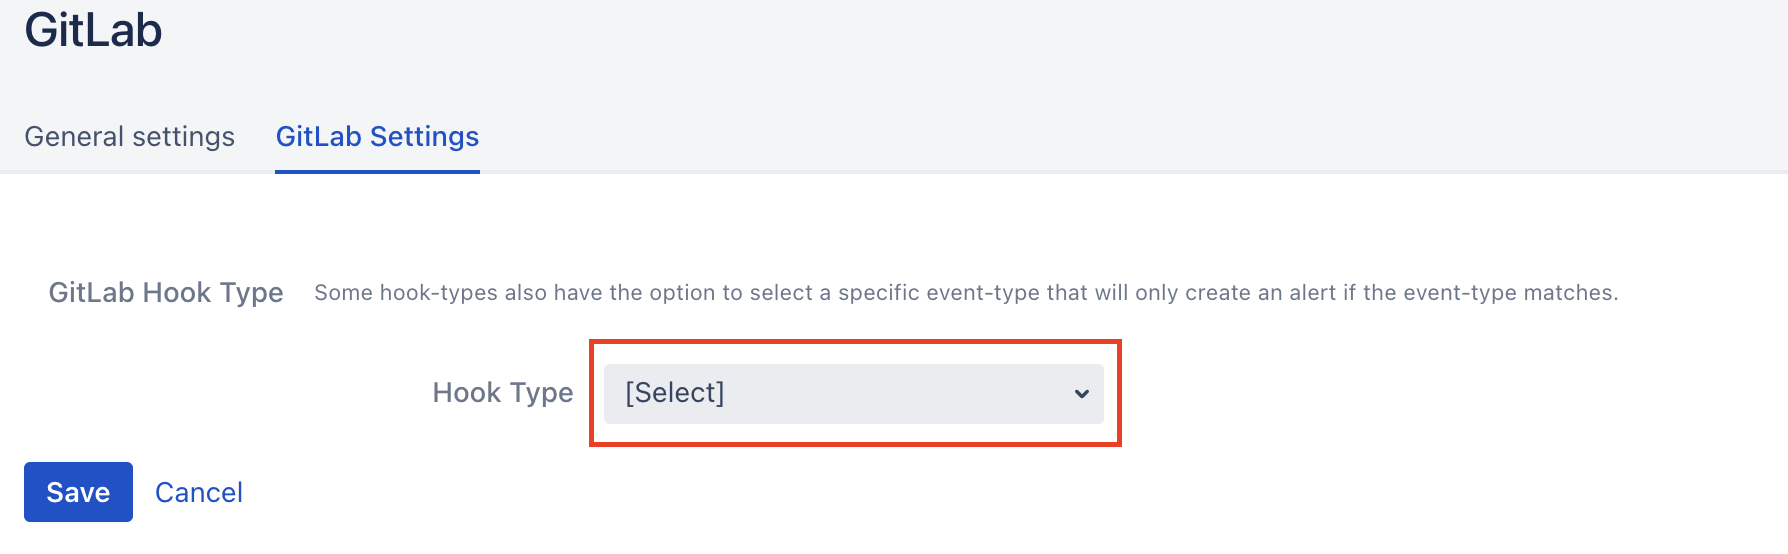 GitLab
General settings GitLab Settings
GitLab Hook Type Some hook-types also have the option to select a specific event-type that will only create an alert if the event-type matches.
Hook Type [Select]
Save Cancel